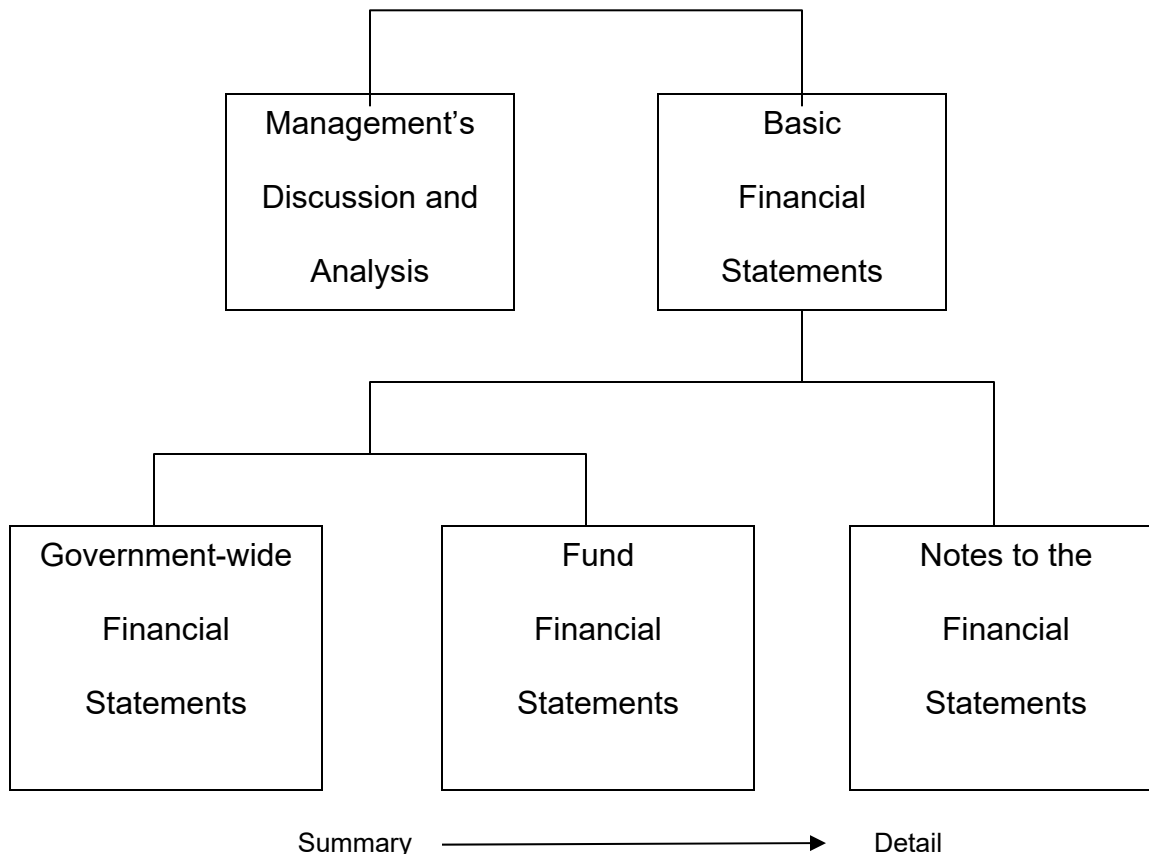 Management’s
Discussion and
Analysis
Basic
Financial
Statements
Government-wide
Financial
Statements
Fund
Financial
Statements
Notes to the
Financial
Statements
Summary
Detail